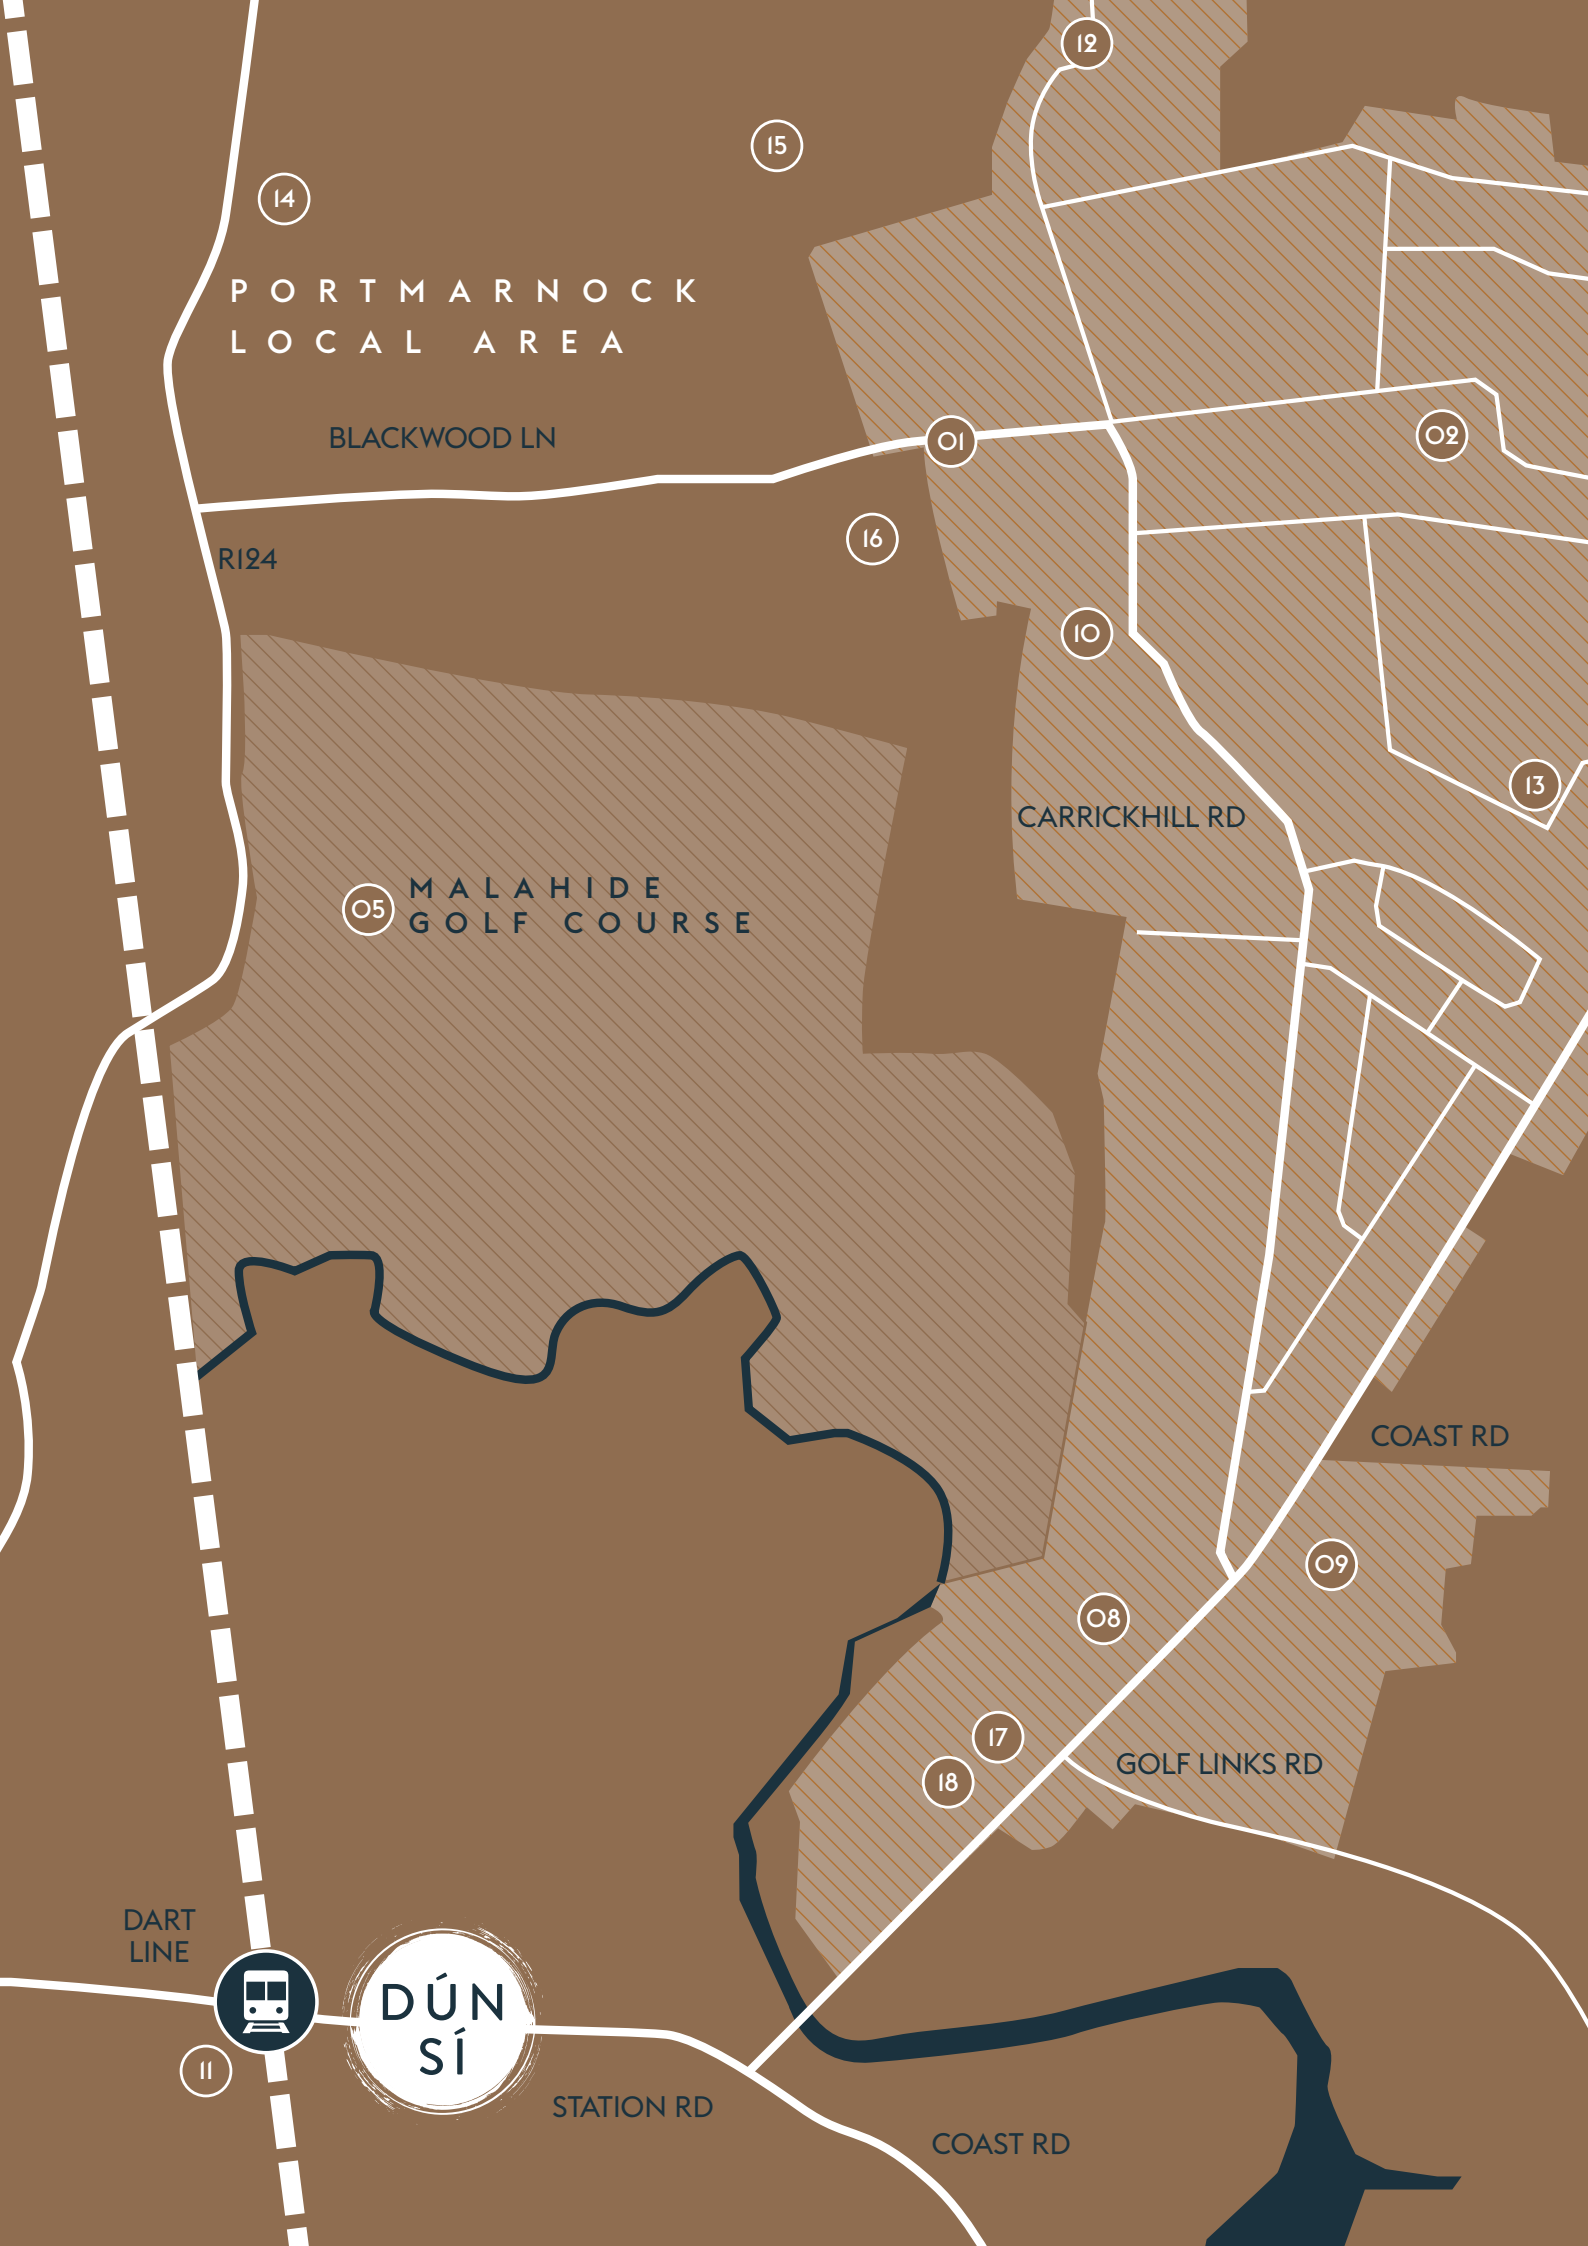 12
15
14
PORTMARNOCK
LOCAL AREA
BLACKWOOD LN
01
02
16
R124
10
13
CARRICKHILL RD
05
MALAHIDE
GOLF COURSE
COAST RD
09
08
17
GOLF LINKS RD
18
DART
LINE
DÚN
SÍ
11
STATION RD
COAST RD